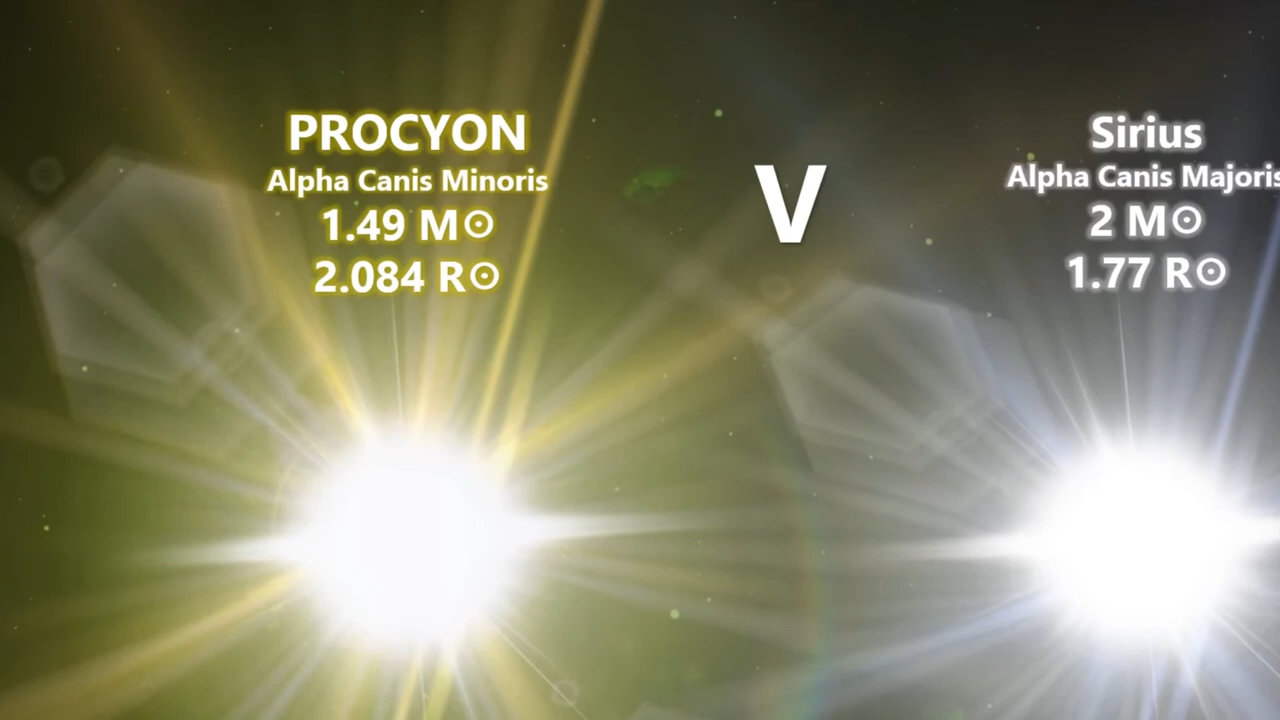 PROCYON
Alpha Canis Minoris
1.49 M☉
2.084 R☉
V
Sirius
Alpha Canis Majoris
2 M☉
1.77 R☉